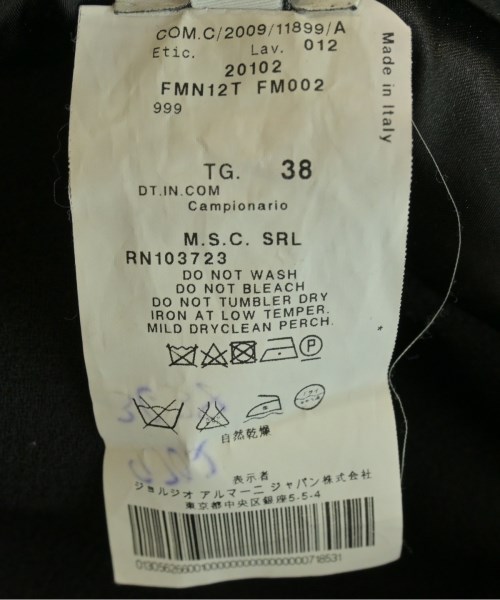 COM.C/2009/11899/A
Etic. Lav. 012
20102
FMN12T FM002
999
Made in Italy
TG. 38
DT.IN.COM
Campionario
M.S.C. SRL
RN103723
DO NOT WASH
DO NOT BLEACH
DO NOT TUMBLER DRY
IRON AT LOW TEMPER.
MILD DRYCLEAN PERCH.
P
自然乾燥
表示者
ジョルジオ アルマーニ ジャパン株式会社
東京都中央区銀座5-5-4